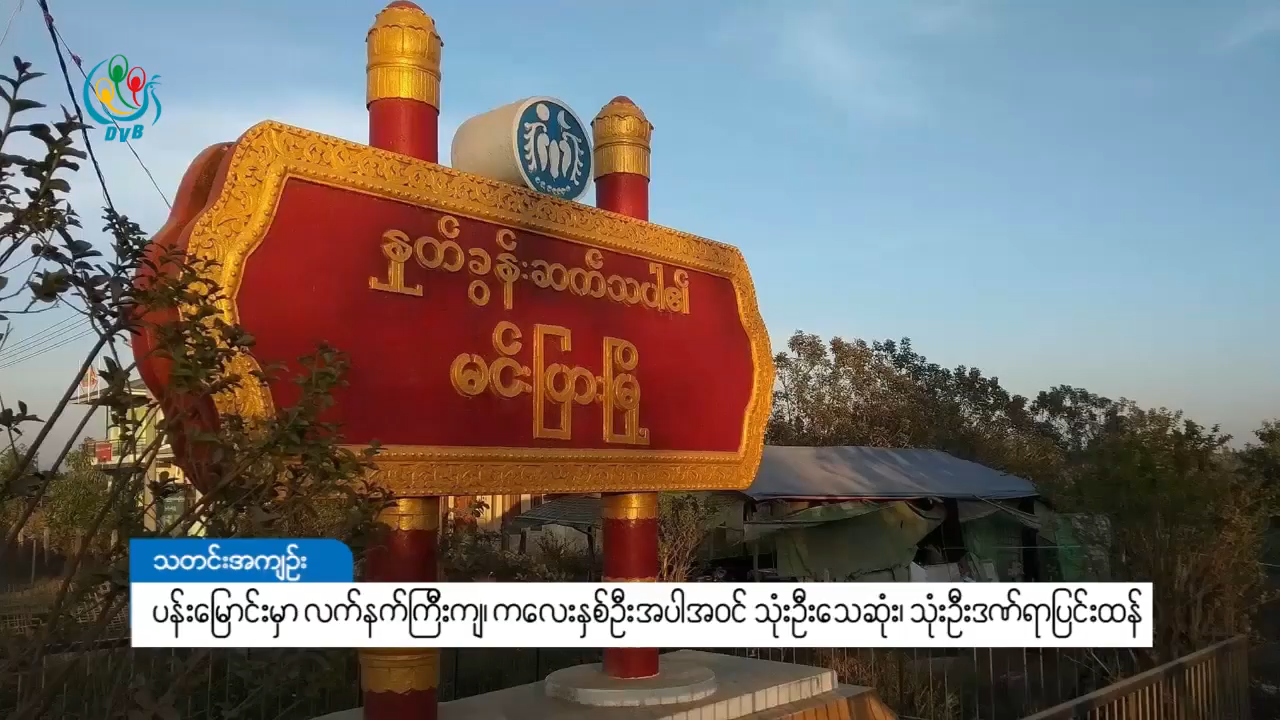 DVB
နှုတ်ခွန်းဆက်သပါ၏
မင်းပြားမြို့
သတင်းအကျဉ်း
ပန်းမြောင်းမှာ လက်နက်ကြီးကျ၊ ကလေးနှစ်ဦးအပါအဝင် သုံးဦးသေဆုံး၊ သုံးဦးဒဏ်ရာပြင်းထန်